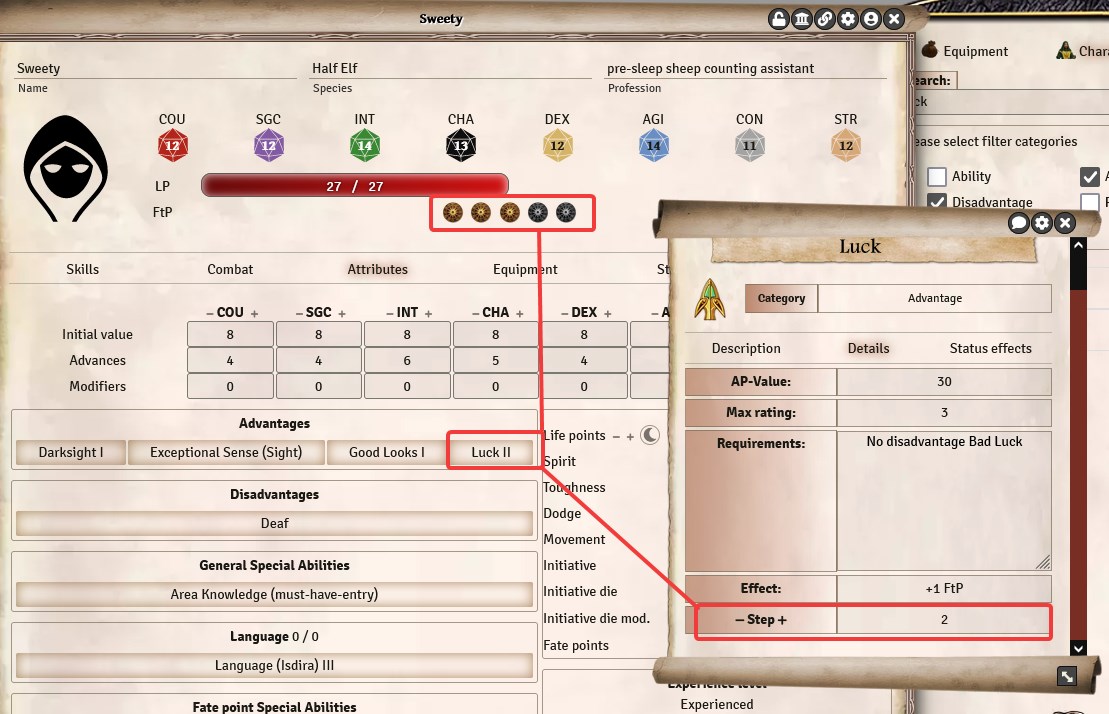 Sweety
Sweety
Name
Half Elf
Species
pre-sleep sheep counting assistant
Profession
COU SGC INT CHA DEX AGI CON STR
12 12 14 13 12 14 11 12
LP 27 / 27
FtP
Skills Combat Attributes Equipment St
− COU + − SGC + − INT + − CHA + − DEX + − A
Initial value 8 8 8 8 8
Advances 4 4 6 5 4
Modifiers 0 0 0 0 0
Advantages
Darksight I Exceptional Sense (Sight) Good Looks I Luck II
Disadvantages
Deaf
General Special Abilities
Area Knowledge (must-have-entry)
Language 0 / 0
Language (Isdira) III
Fate point Special Abilities
Life points − +
Spirit
Toughness
Dodge
Movement
Initiative
Initiative die
Initiative die mod.
Fate points
Experience level
Experienced
Equipment Chara
earch:
ck
ease select filter categories
Ability A
Disadvantage
Luck
Category Advantage
Description Details Status effects
AP-Value: 30
Max rating: 3
Requirements: No disadvantage Bad Luck
Effect: +1 FtP
− Step + 2